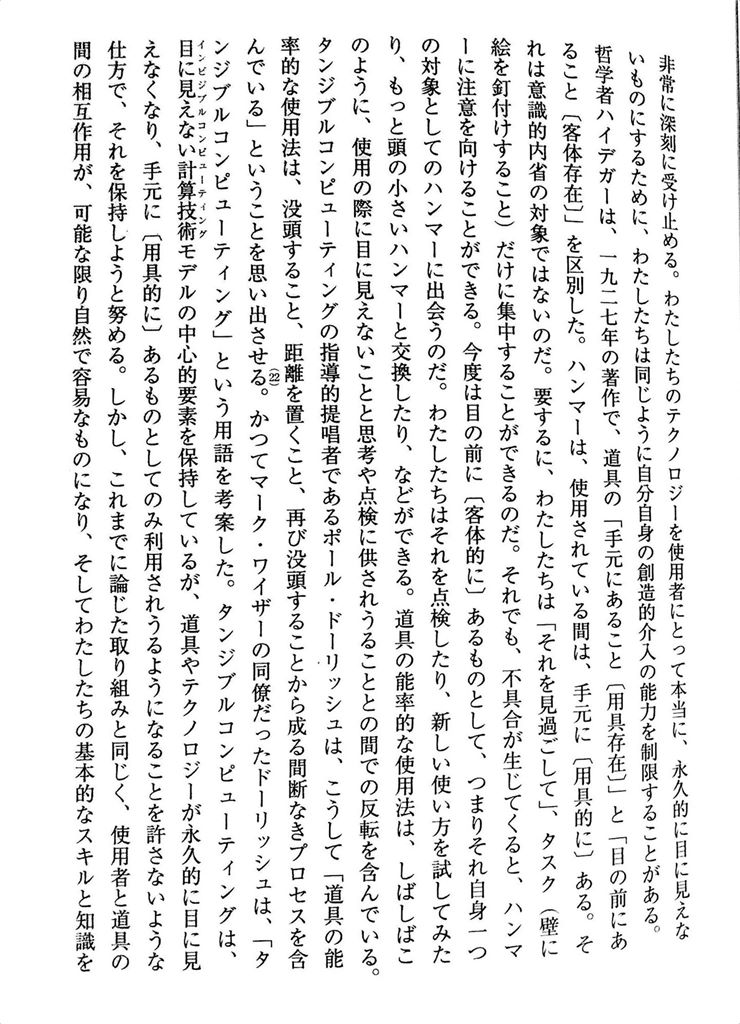 非常に深刻に受け止める。わたしたちのテクノロジーを使用者にとって本当に、永久的に目に見えな
いものにするために、わたしたちは同じように自分自身の創造的介入の能力を制限することがある。
哲学者ハイデガーは、一九二七年の著作で、道具の「手元にあること〔用具存在〕」と「目の前にあ
ること〔客体存在〕」を区別した。ハンマーは、使用されている間は、手元に〔用具的に〕ある。そ
れは意識的内省の対象ではないのだ。要するに、わたしたちは「それを見過ごして」、タスク（壁に
絵を釘付けすること）だけに集中することができるのだ。それでも、不具合が生じてくると、ハンマ
ーに注意を向けることができる。今度は目の前に〔客体的に〕あるものとして、つまりそれ自身一つ
の対象としてのハンマーに出会うのだ。わたしたちはそれを点検したり、新しい使い方を試してみた
り、もっと頭の小さいハンマーと交換したり、などができる。道具の能率的な使用法は、しばしばこ
のように、使用の際に目に見えないことと思考や点検に供されうることとの間での反転を含んでいる。
タンジブルコンピューティングの指導的提唱者であるポール・ドーリッシュは、こうして「道具の能
率的な使用法は、没頭すること、距離を置くこと、再び没頭することから成る間断なきプロセスを含
んでいる」ということを思い出させる。(22)かつてマーク・ワイザーの同僚だったドーリッシュは、「タ
ンジブルコンピューティング」という用語を考案した。タンジブルコンピューティングは、
インビジブルコンピューティング
目に見えない計算技術モデルの中心的要素を保持しているが、道具やテクノロジーが永久的に目に見
えなくなり、手元に〔用具的に〕あるものとしてのみ利用されうるようになることを許さないような
仕方で、それを保持しようと努める。しかし、これまでに論じた取り組みと同じく、使用者と道具の
間の相互作用が、可能な限り自然で容易なものになり、そしてわたしたちの基本的なスキルと知識を